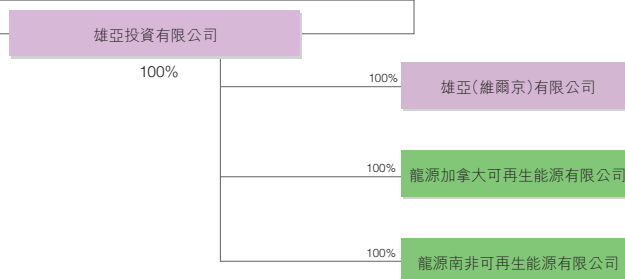 雄亞投資有限公司
100%
100%
雄亞(維爾京)有限公司
100%
龍源加拿大可再生能源有限公司
100%
龍源南非可再生能源有限公司